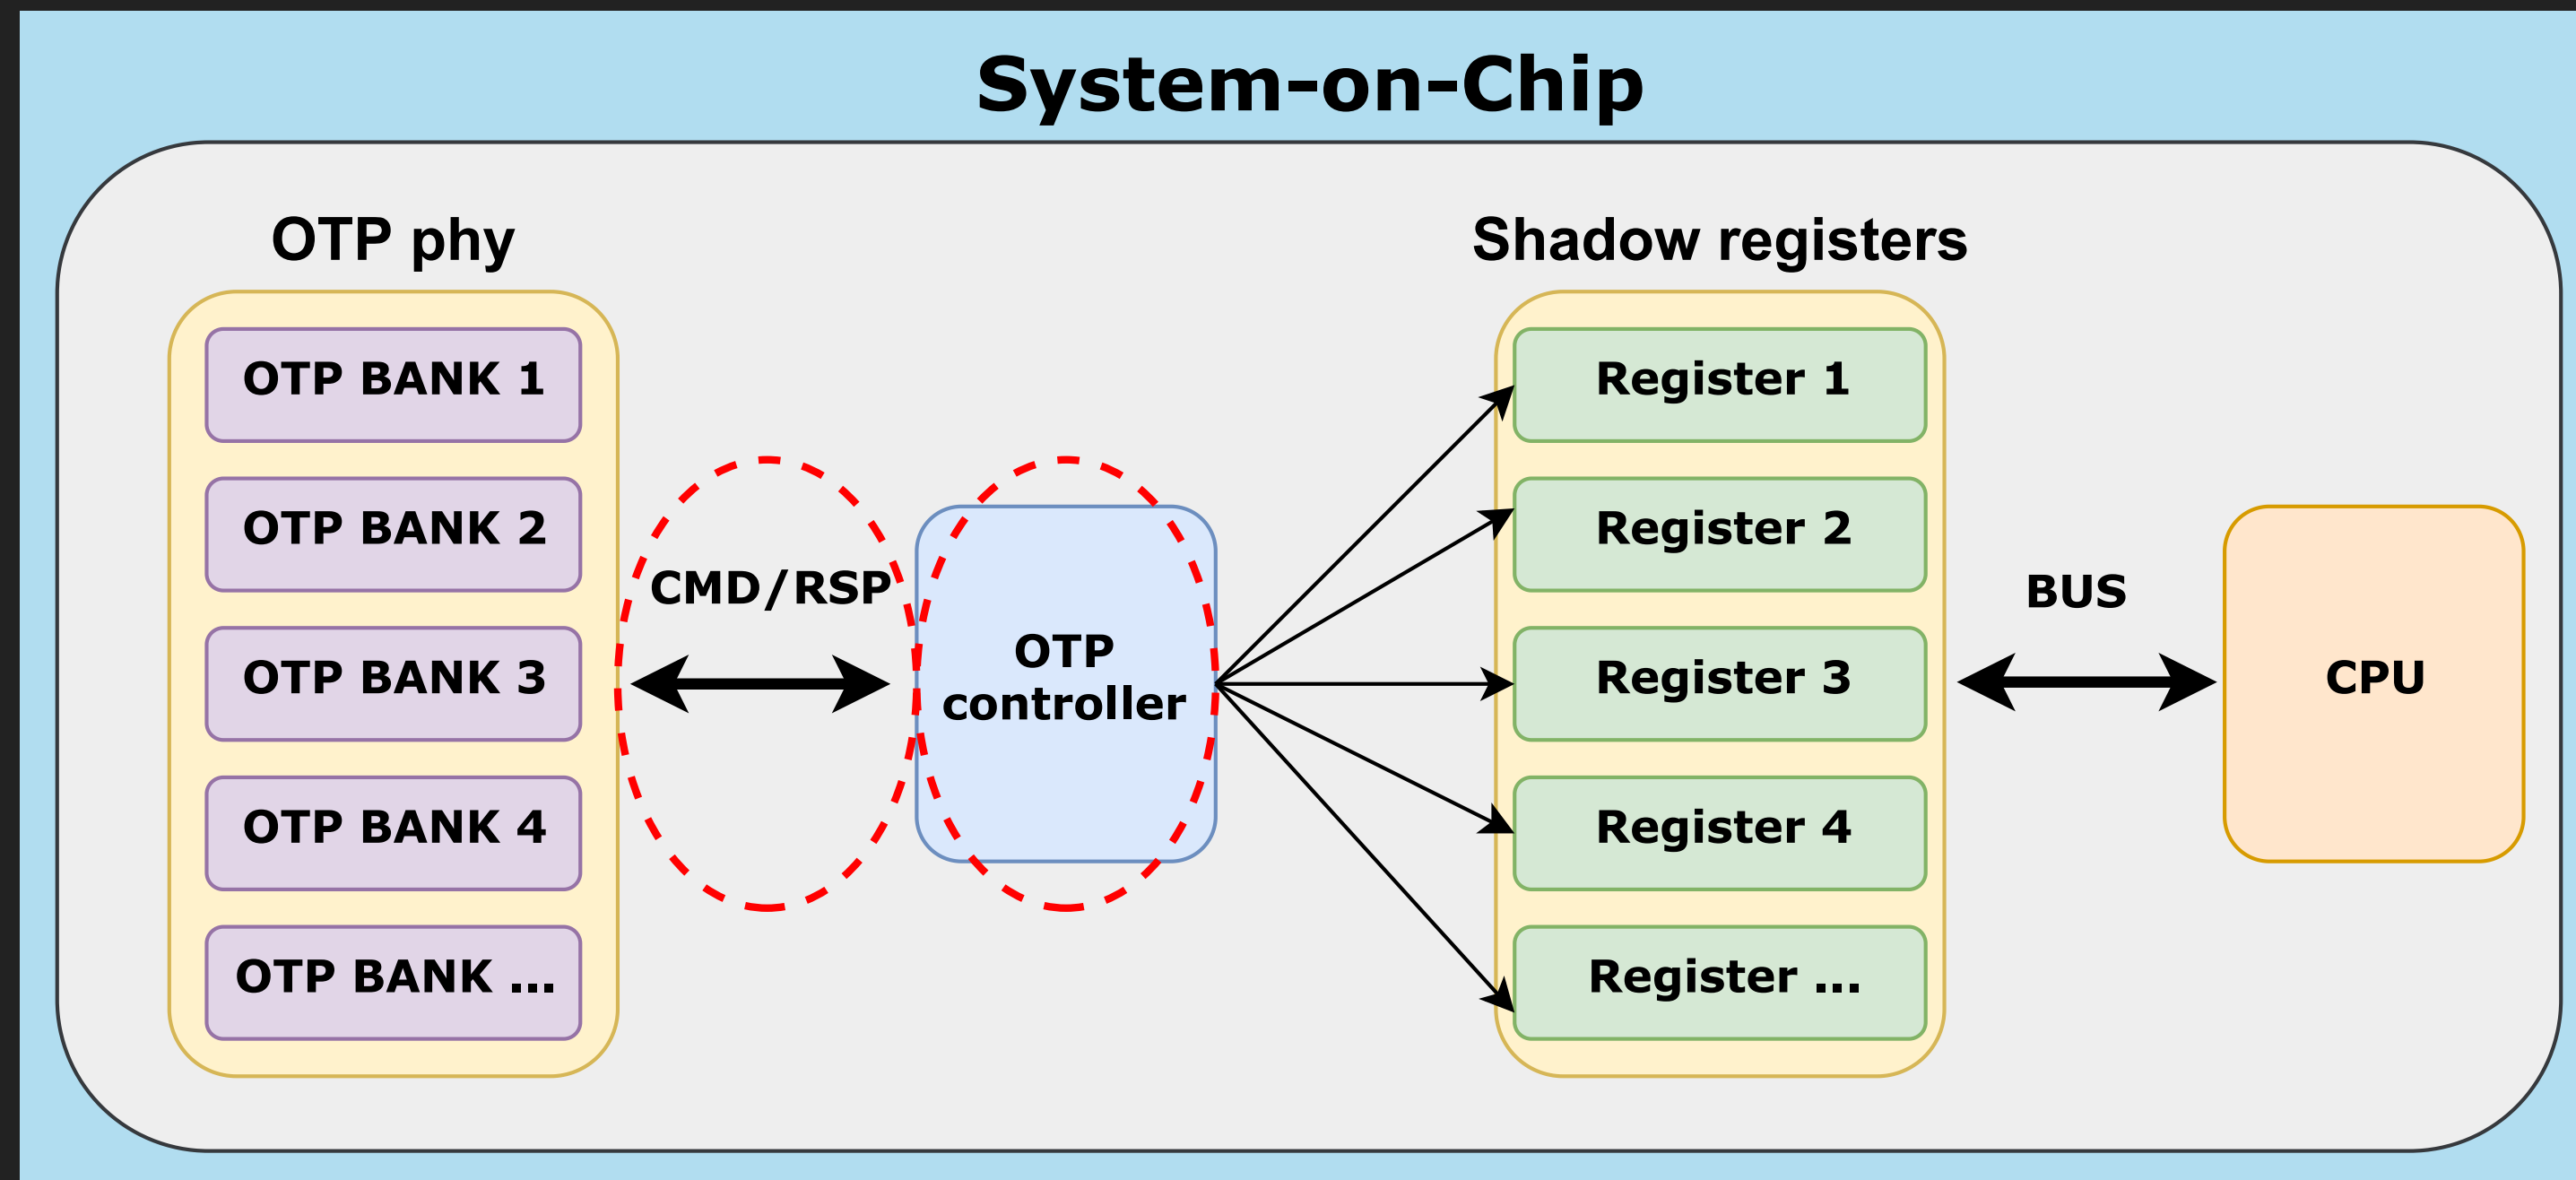 System-on-Chip
OTP phy
OTP BANK 1
OTP BANK 2
OTP BANK 3
OTP BANK 4
OTP BANK ...
CMD/RSP
OTP
controller
Shadow registers
Register 1
Register 2
Register 3
Register 4
Register ...
BUS
CPU